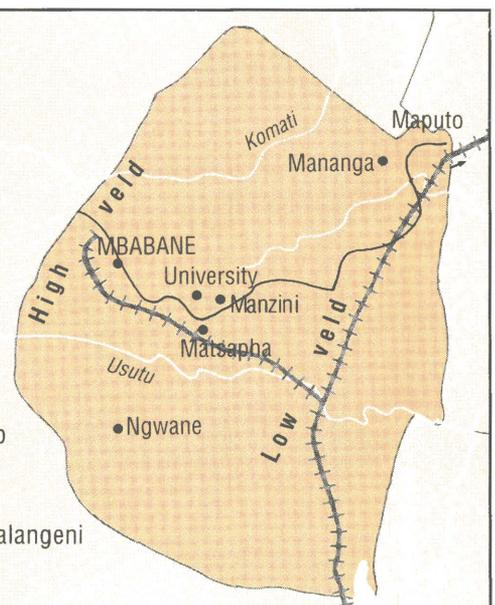 Maputo
Komati
Mananga
High veld
MBABANE
University
Manzini
Matsapha
Usutu
Low veld
Ngwane
alangeni